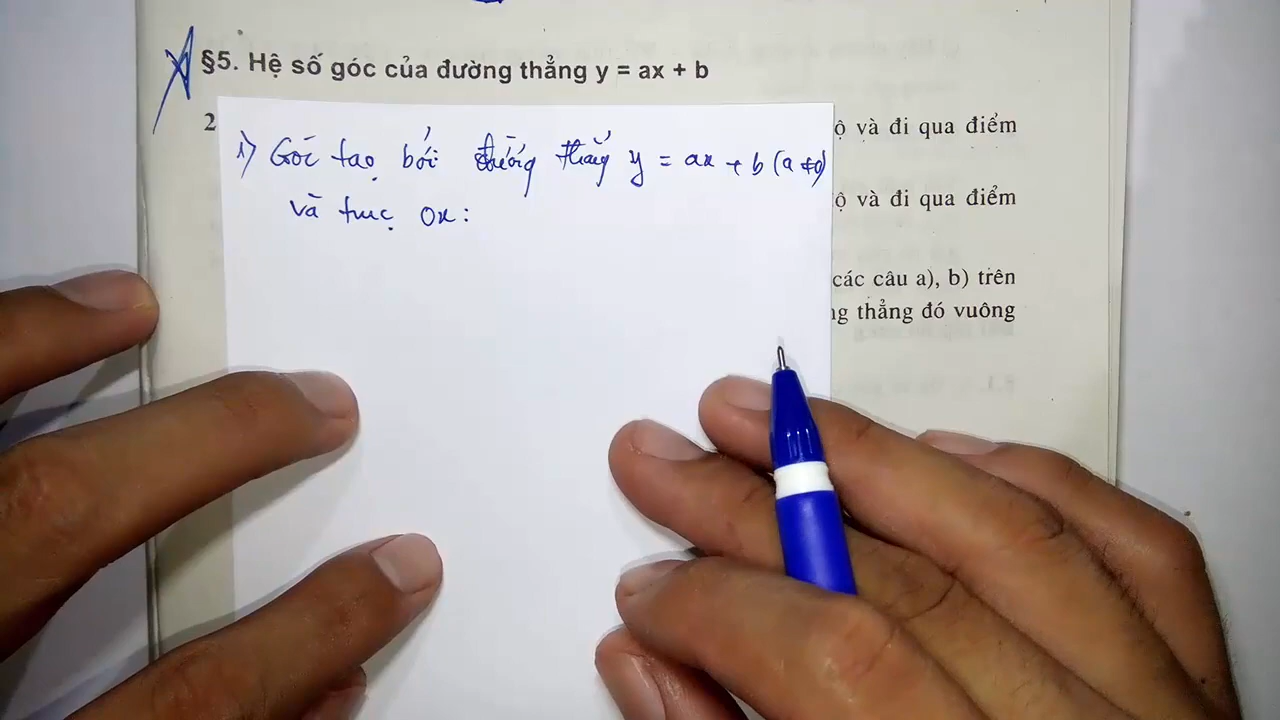 §5. Hệ số góc của đường thẳng y = ax + b
2
1) Góc tạo bởi đường thẳng y = ax + b (a ≠ 0)
và trục Ox:
ộ và đi qua điểm
ộ và đi qua điểm
các câu a), b) trên
ng thẳng đó vuông